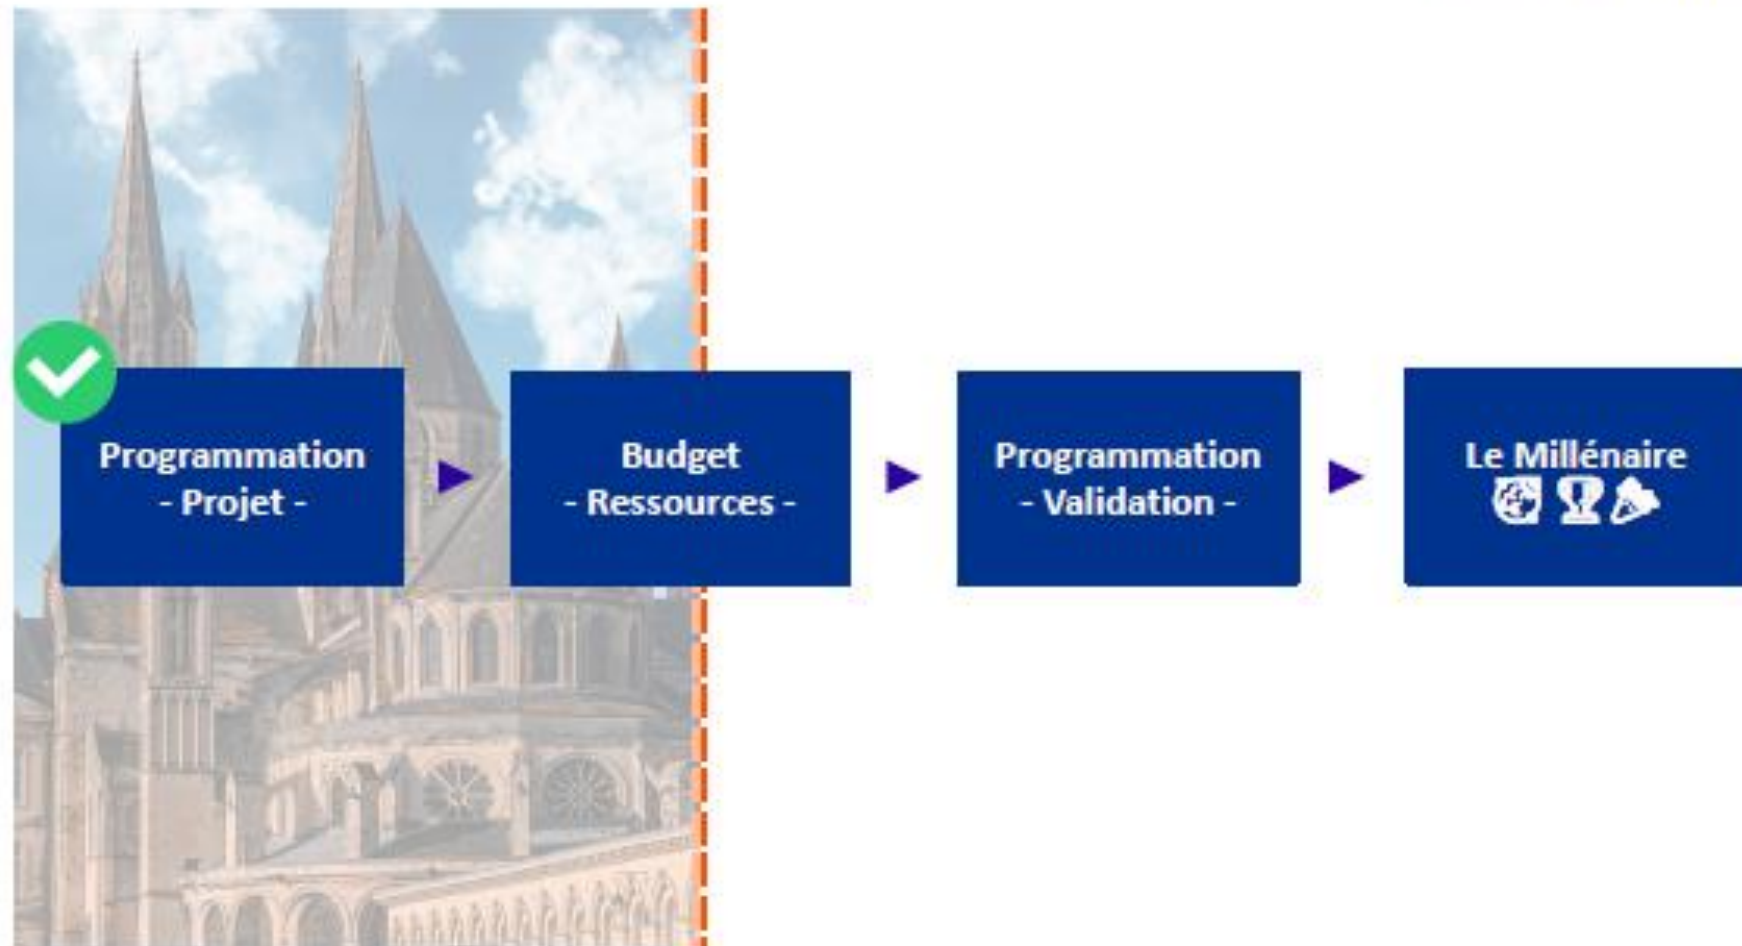 Programmation
- Projet -
Budget
- Ressources -
Programmation
- Validation -
Le Millénaire